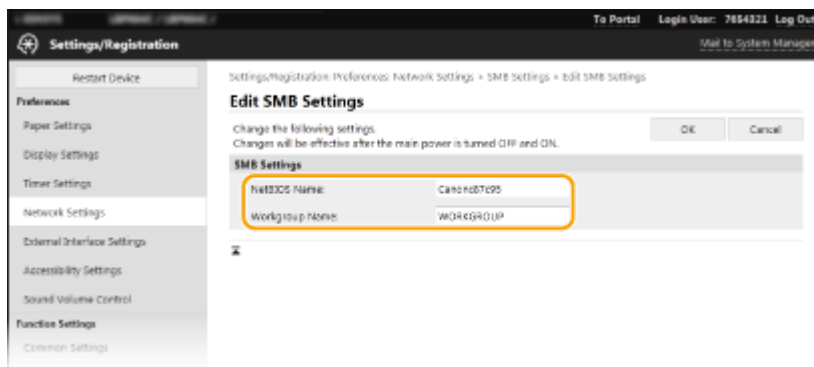 To Portal Login User: 7654321 Log Out
Settings/Registration
Mail to System Manager
Restart Device
Settings/Registration: Preferences: Network Settings > SMB Settings > Edit SMB Settings
Preferences
Edit SMB Settings
Paper Settings
Change the following settings.
OK
Cancel
Changes will be effective after the main power is turned OFF and ON.
Display Settings
SMB Settings
Timer Settings
NetBIOS Name:
Network Settings
Workgroup Name:
WORKGROUP
External Interface Settings
Accessibility Settings
Sound Volume Control
Function Settings
Common Settings